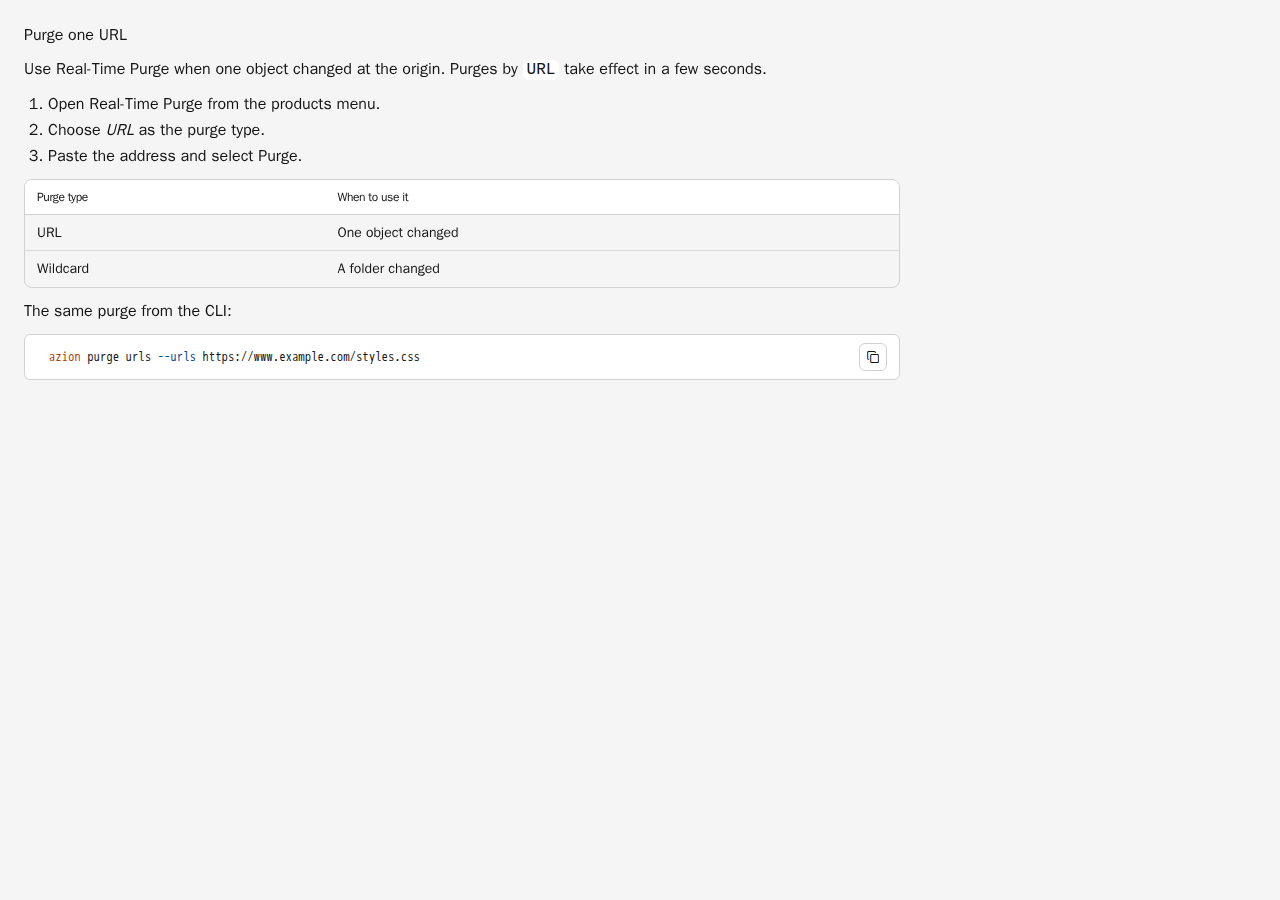 Purge one URL
Use Real-Time Purge when one object changed at the origin. Purges by URL take effect in a few seconds.
1. Open Real-Time Purge from the products menu.
2. Choose URL as the purge type.
3. Paste the address and select Purge.
Purge type When to use it
URL One object changed
Wildcard A folder changed
The same purge from the CLI:
azion purge urls --urls https://www.example.com/styles.css